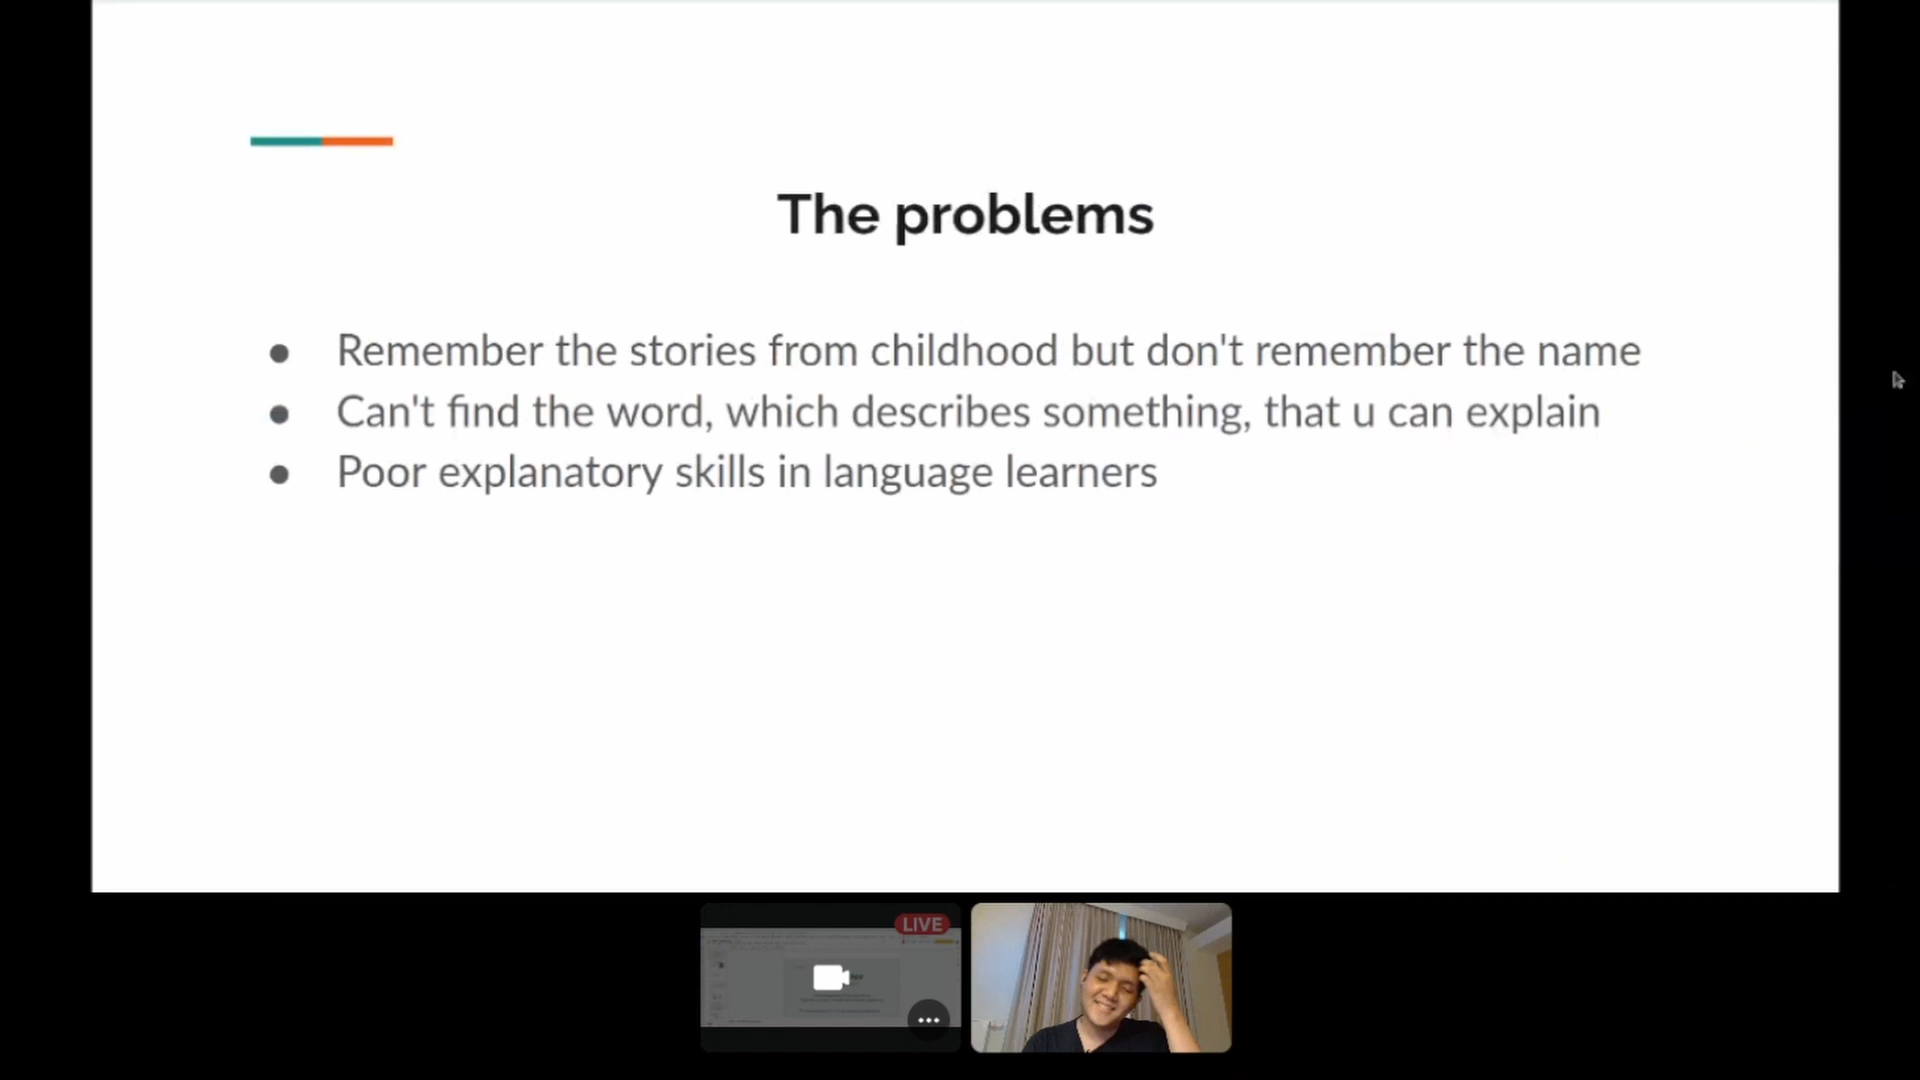 The problems
● Remember the stories from childhood but don't remember the name
● Can't find the word, which describes something, that u can explain
● Poor explanatory skills in language learners
LIVE